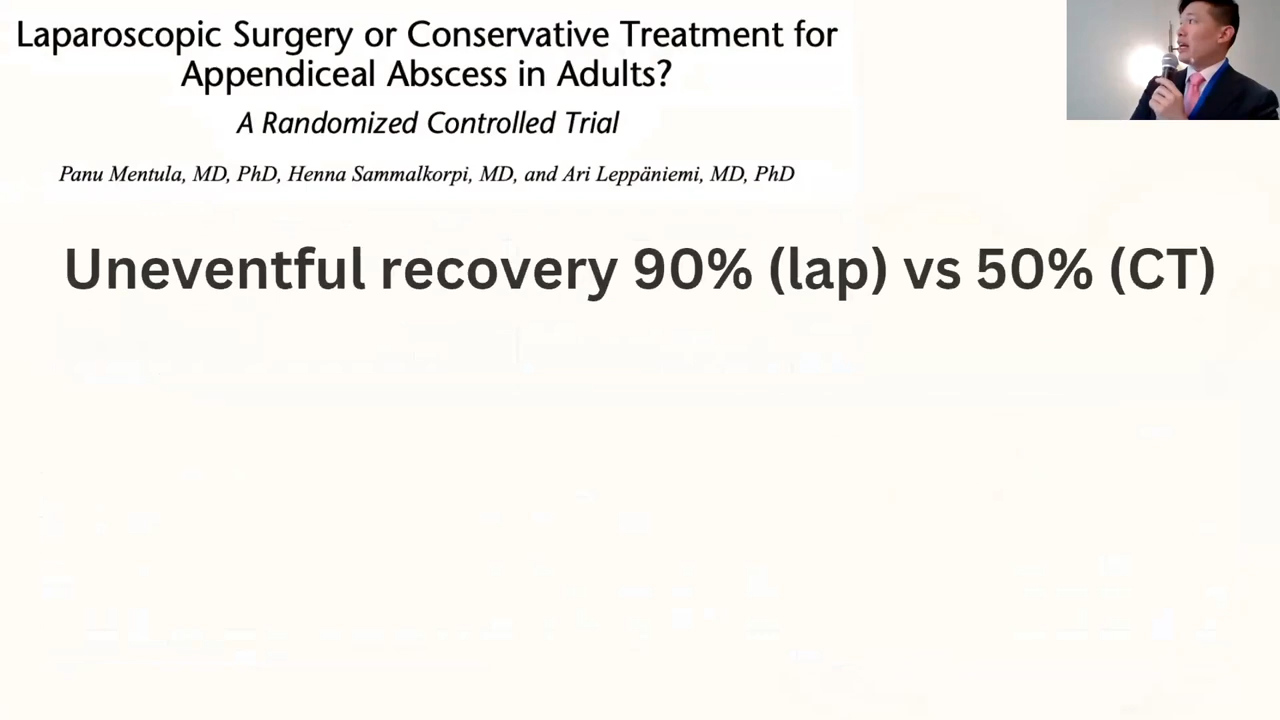 Laparoscopic Surgery or Conservative Treatment for
Appendiceal Abscess in Adults?
A Randomized Controlled Trial
Panu Mentula, MD, PhD, Henna Sammalkorpi, MD, and Ari Leppäniemi, MD, PhD
Uneventful recovery 90% (lap) vs 50% (CT)